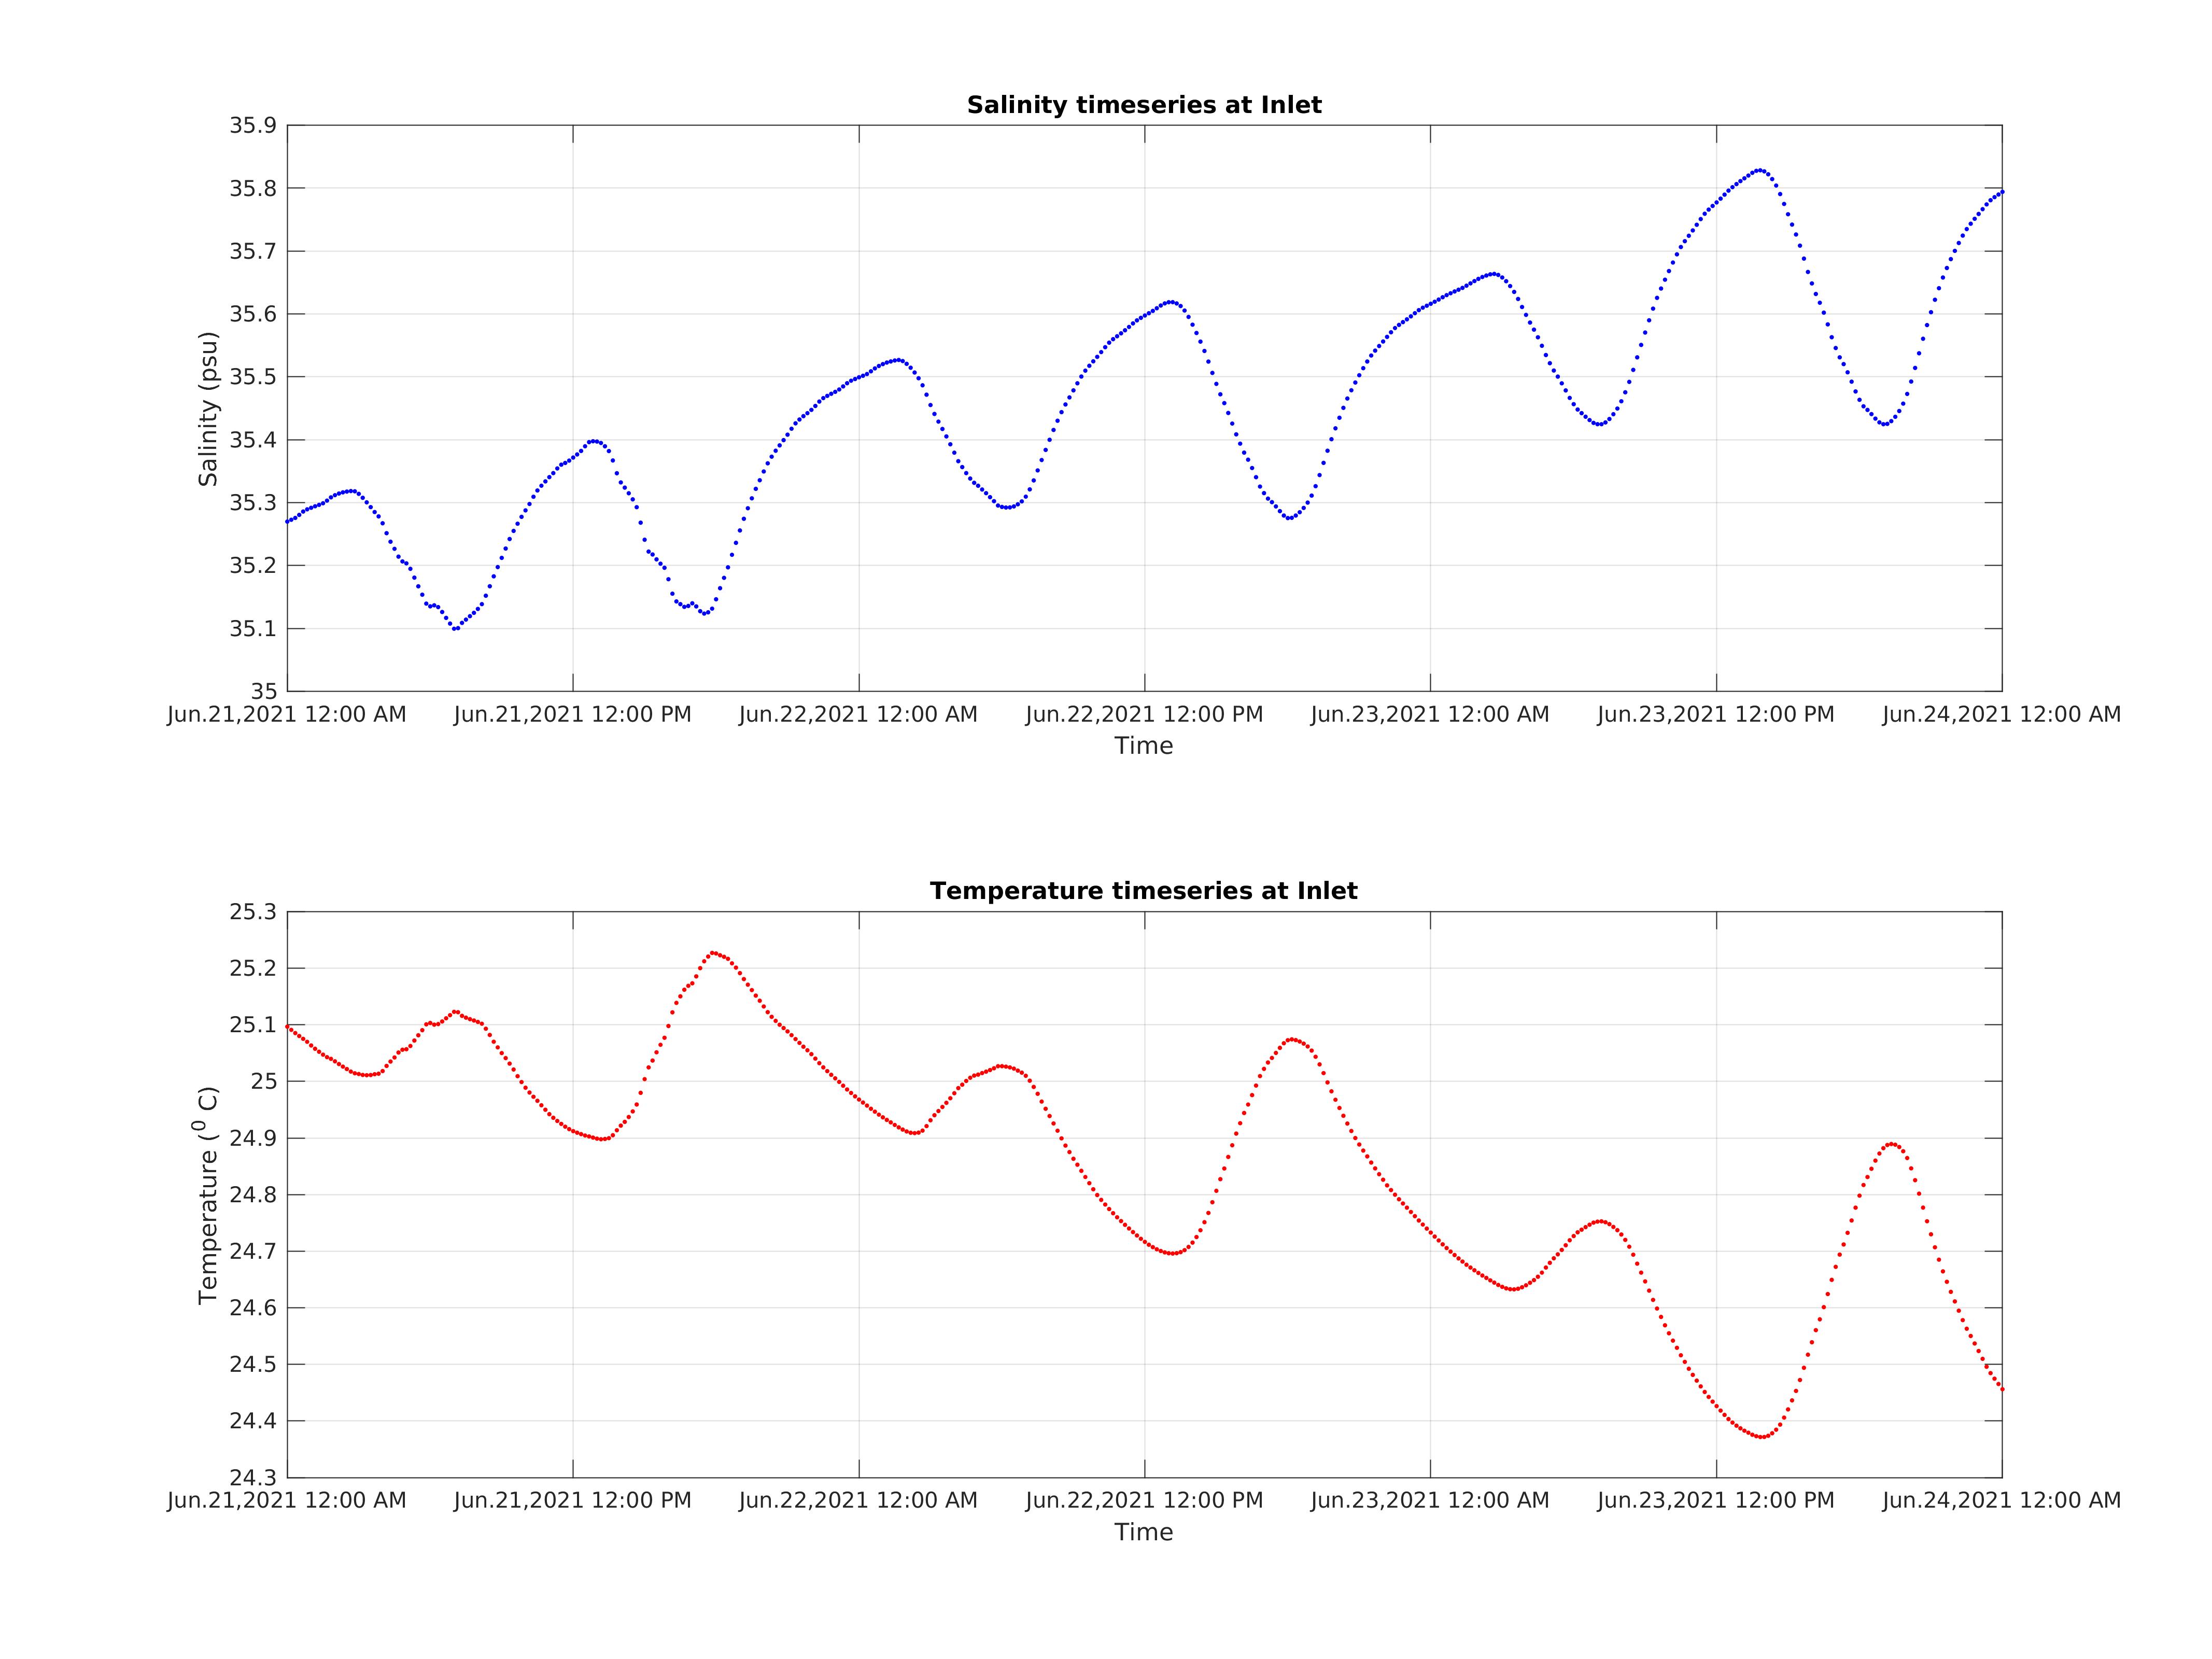 Salinity timeseries at Inlet
35.9
35.8
35.7
35.6
35.5
35.4
35.3
35.2
35.1
35
Salinity (psu)
Jun.21,2021 12:00 AM Jun.21,2021 12:00 PM Jun.22,2021 12:00 AM Jun.22,2021 12:00 PM Jun.23,2021 12:00 AM Jun.23,2021 12:00 PM Jun.24,2021 12:00 AM
Time
Temperature timeseries at Inlet
25.3
25.2
25.1
25
24.9
24.8
24.7
24.6
24.5
24.4
24.3
Temperature (⁰ C)
Jun.21,2021 12:00 AM Jun.21,2021 12:00 PM Jun.22,2021 12:00 AM Jun.22,2021 12:00 PM Jun.23,2021 12:00 AM Jun.23,2021 12:00 PM Jun.24,2021 12:00 AM
Time